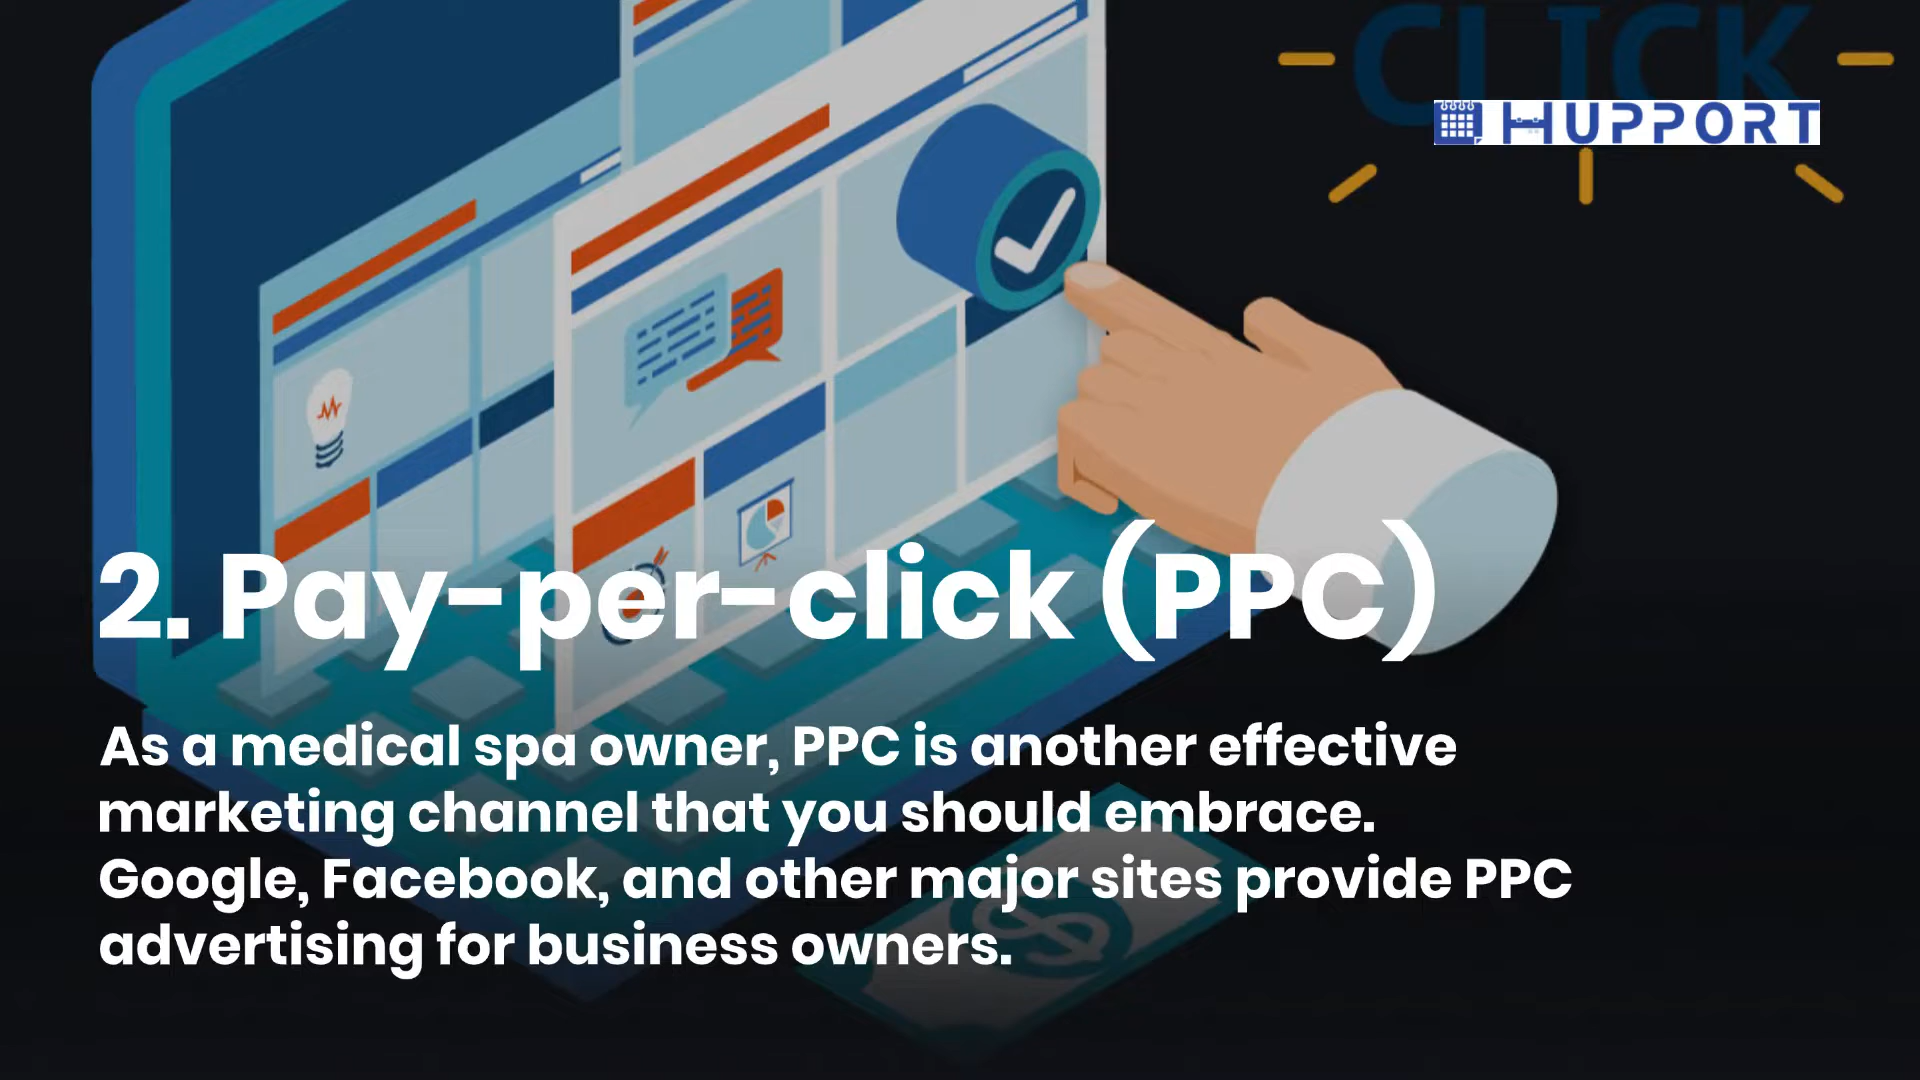 CLICK
HUPPORT
2. Pay-per-click (PPC)
As a medical spa owner, PPC is another effective
marketing channel that you should embrace.
Google, Facebook, and other major sites provide PPC
advertising for business owners.